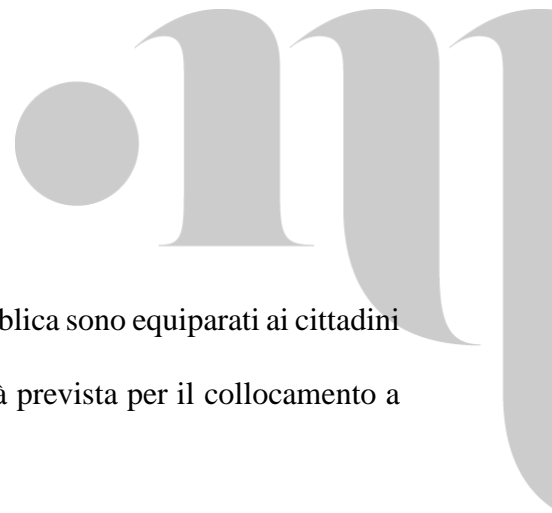 blica sono equiparati ai cittadini
à prevista per il collocamento a